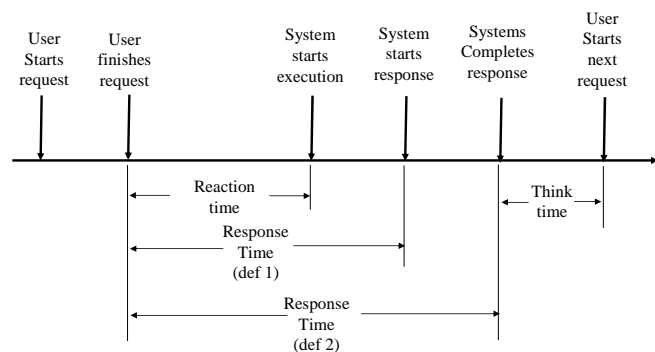 User
Starts
request
User
finishes
request
System
starts
execution
System
starts
response
Systems
Completes
response
User
Starts
next
request
Reaction
time
Think
time
Response
Time
(def 1)
Response
Time
(def 2)